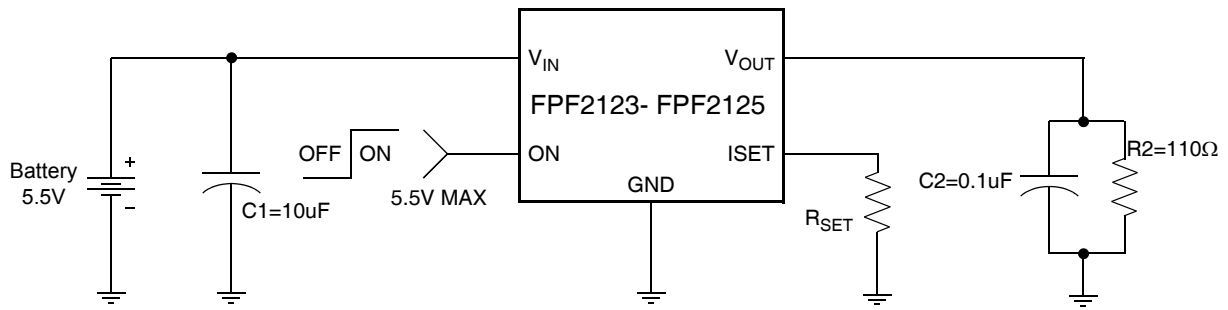 V_IN
V_OUT
FPF2123- FPF2125
OFF
ON
ON
ISET
Battery
5.5V
+
–
C1=10uF
5.5V MAX
GND
R_SET
C2=0.1uF
R2=110Ω